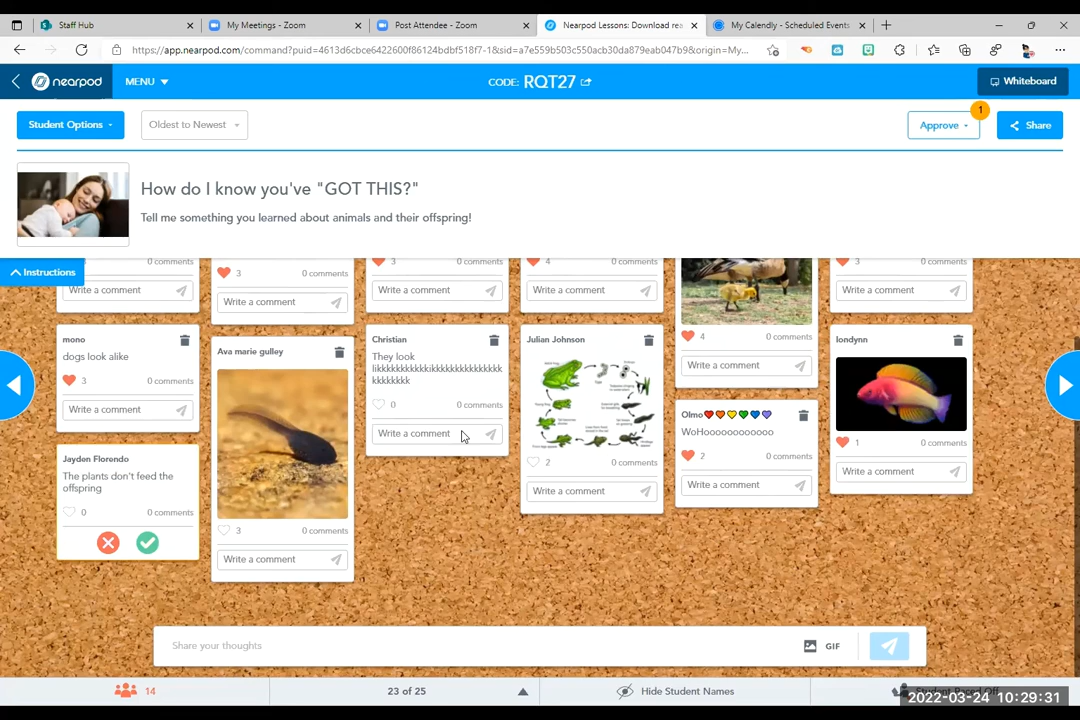 Staff Hub
My Meetings - Zoom
Post Attendee - Zoom
Nearpod Lessons: Download rea
My Calendly - Scheduled Events
https://app.nearpod.com/command?puid=4613d6cbce6422600f86124bdbf518f7-1&sid=a7e559b503c550acb30da879eab047b9&origin=My...
nearpod
MENU
CODE: RQT27
Whiteboard
Student Options
Oldest to Newest
Approve
1
Share
How do I know you've "GOT THIS?"
Tell me something you learned about animals and their offspring!
Instructions
0 comments
Write a comment
3 0 comments
Write a comment
3 0 comments
Write a comment
4 0 comments
Write a comment
4 0 comments
Write a comment
3 0 comments
Write a comment
mono
dogs look alike
3 0 comments
Write a comment
Jayden Florendo
The plants don't feed the
offspring
0 0 comments
Ava marie gulley
3 0 comments
Write a comment
Christian
They look
likkkkkkkkkkikkkkkkkkkkkkkkkk
kkkkkkkk
0 0 comments
Write a comment
Julian Johnson
2 0 comments
Write a comment
Olmo❤️🧡💛💚💙💜
WoHooooooooooo
2 0 comments
Write a comment
londynn
1 0 comments
Write a comment
Share your thoughts
GIF
14
23 of 25
Hide Student Names
2022-03-24 10:29:31